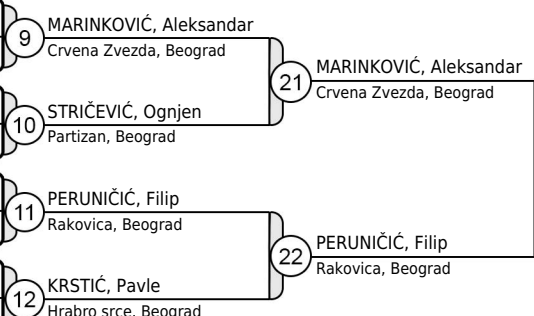 9
MARINKOVIĆ, Aleksandar
Crvena Zvezda, Beograd
10
STRIČEVIĆ, Ognjen
Partizan, Beograd
21
MARINKOVIĆ, Aleksandar
Crvena Zvezda, Beograd
11
PERUNIČIĆ, Filip
Rakovica, Beograd
12
KRSTIĆ, Pavle
Hrabro srce, Beograd
22
PERUNIČIĆ, Filip
Rakovica, Beograd